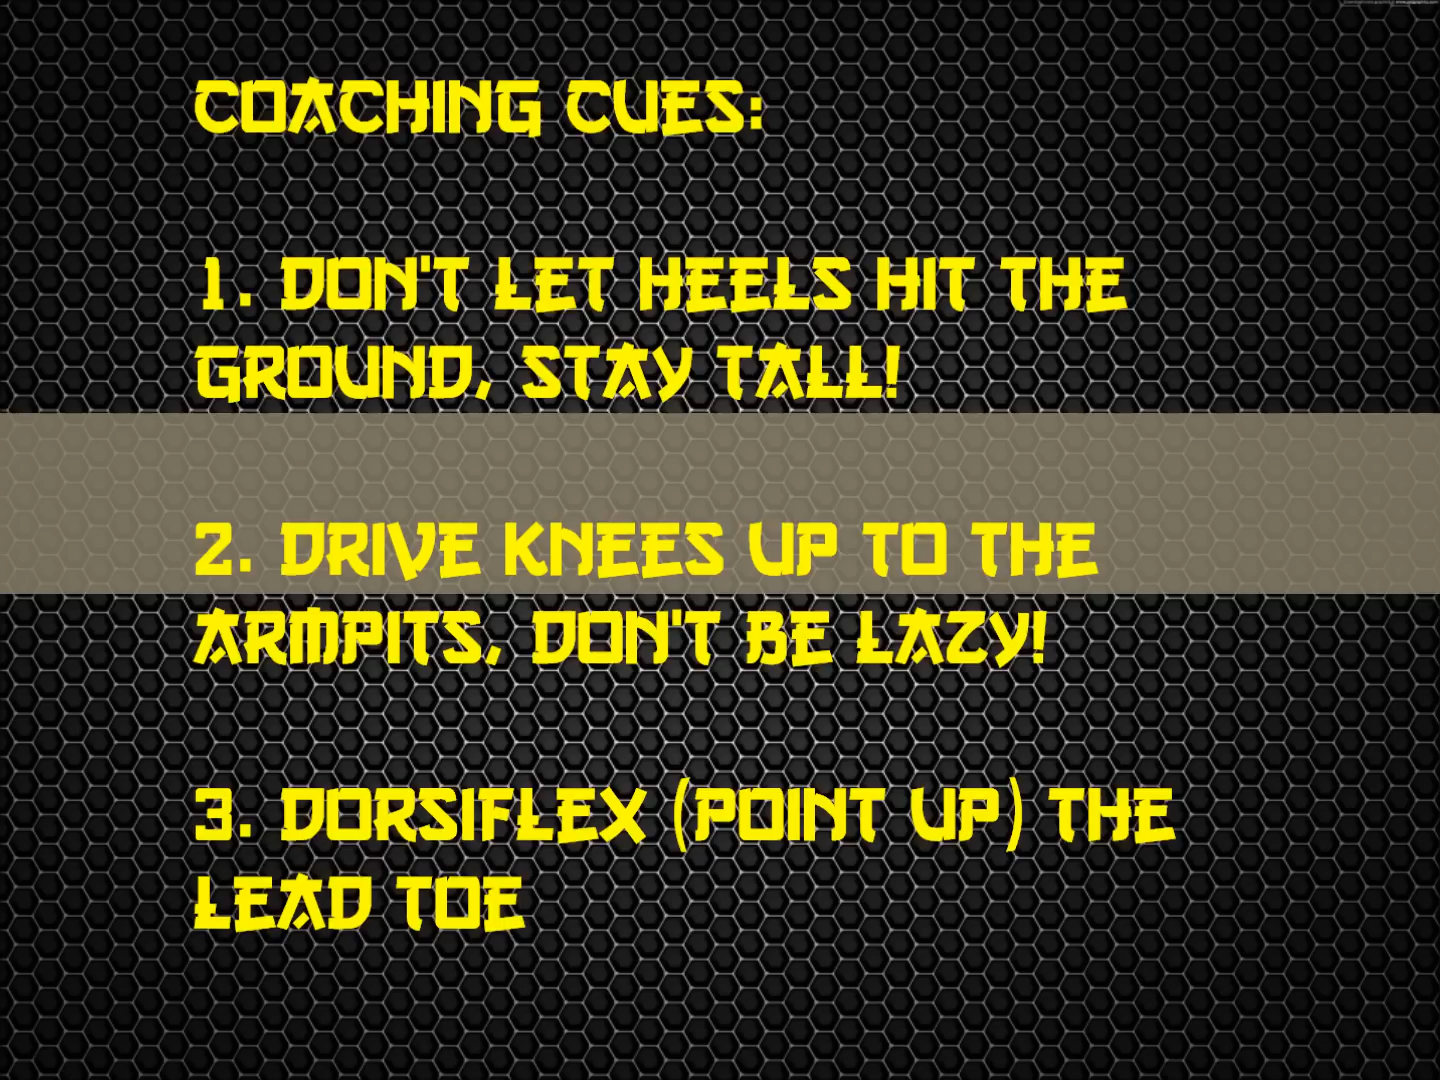 COACHING CUES:
1. DON'T LET HEELS HIT THE
GROUND, STAY TALL!
2. DRIVE KNEES UP TO THE
ARMPITS, DON'T BE LAZY!
3. DORSIFLEX (POINT UP) THE
LEAD TOE